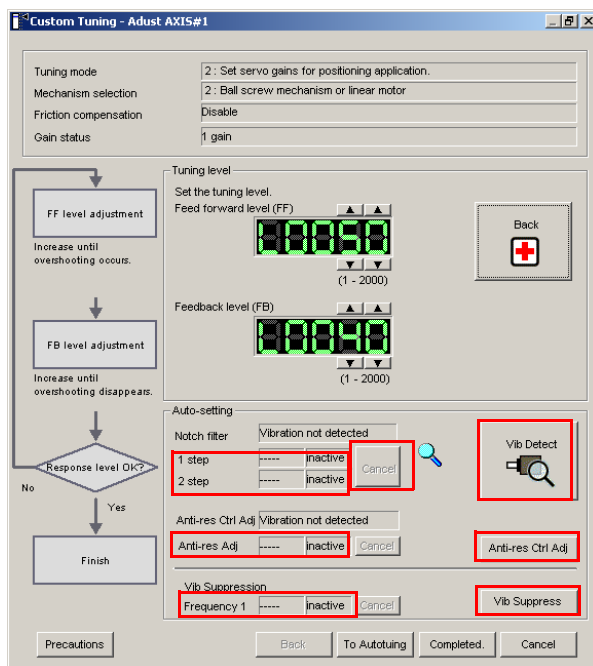 Custom Tuning - Adust AXIS#1
Tuning mode
2 : Set servo gains for positioning application.
Mechanism selection
2 : Ball screw mechanism or linear motor
Friction compensation
Disable
Gain status
1 gain
FF level adjustment
Increase until
overshooting occurs.
FB level adjustment
Increase until
overshooting disappears.
Response level OK?
No
Yes
Finish
Tuning level
Set the tuning level.
Feed forward level (FF)
L0050
(1 - 2000)
Feedback level (FB)
L0040
(1 - 2000)
Back
Auto-setting
Notch filter
Vibration not detected
1 step
-----
inactive
2 step
-----
inactive
Cancel
Vib Detect
Anti-res Ctrl Adj
Vibration not detected
Anti-res Adj
-----
inactive
Cancel
Anti-res Ctrl Adj
Vib Suppression
Frequency 1
-----
inactive
Cancel
Vib Suppress
Precautions
Back
To Autotuing
Completed.
Cancel